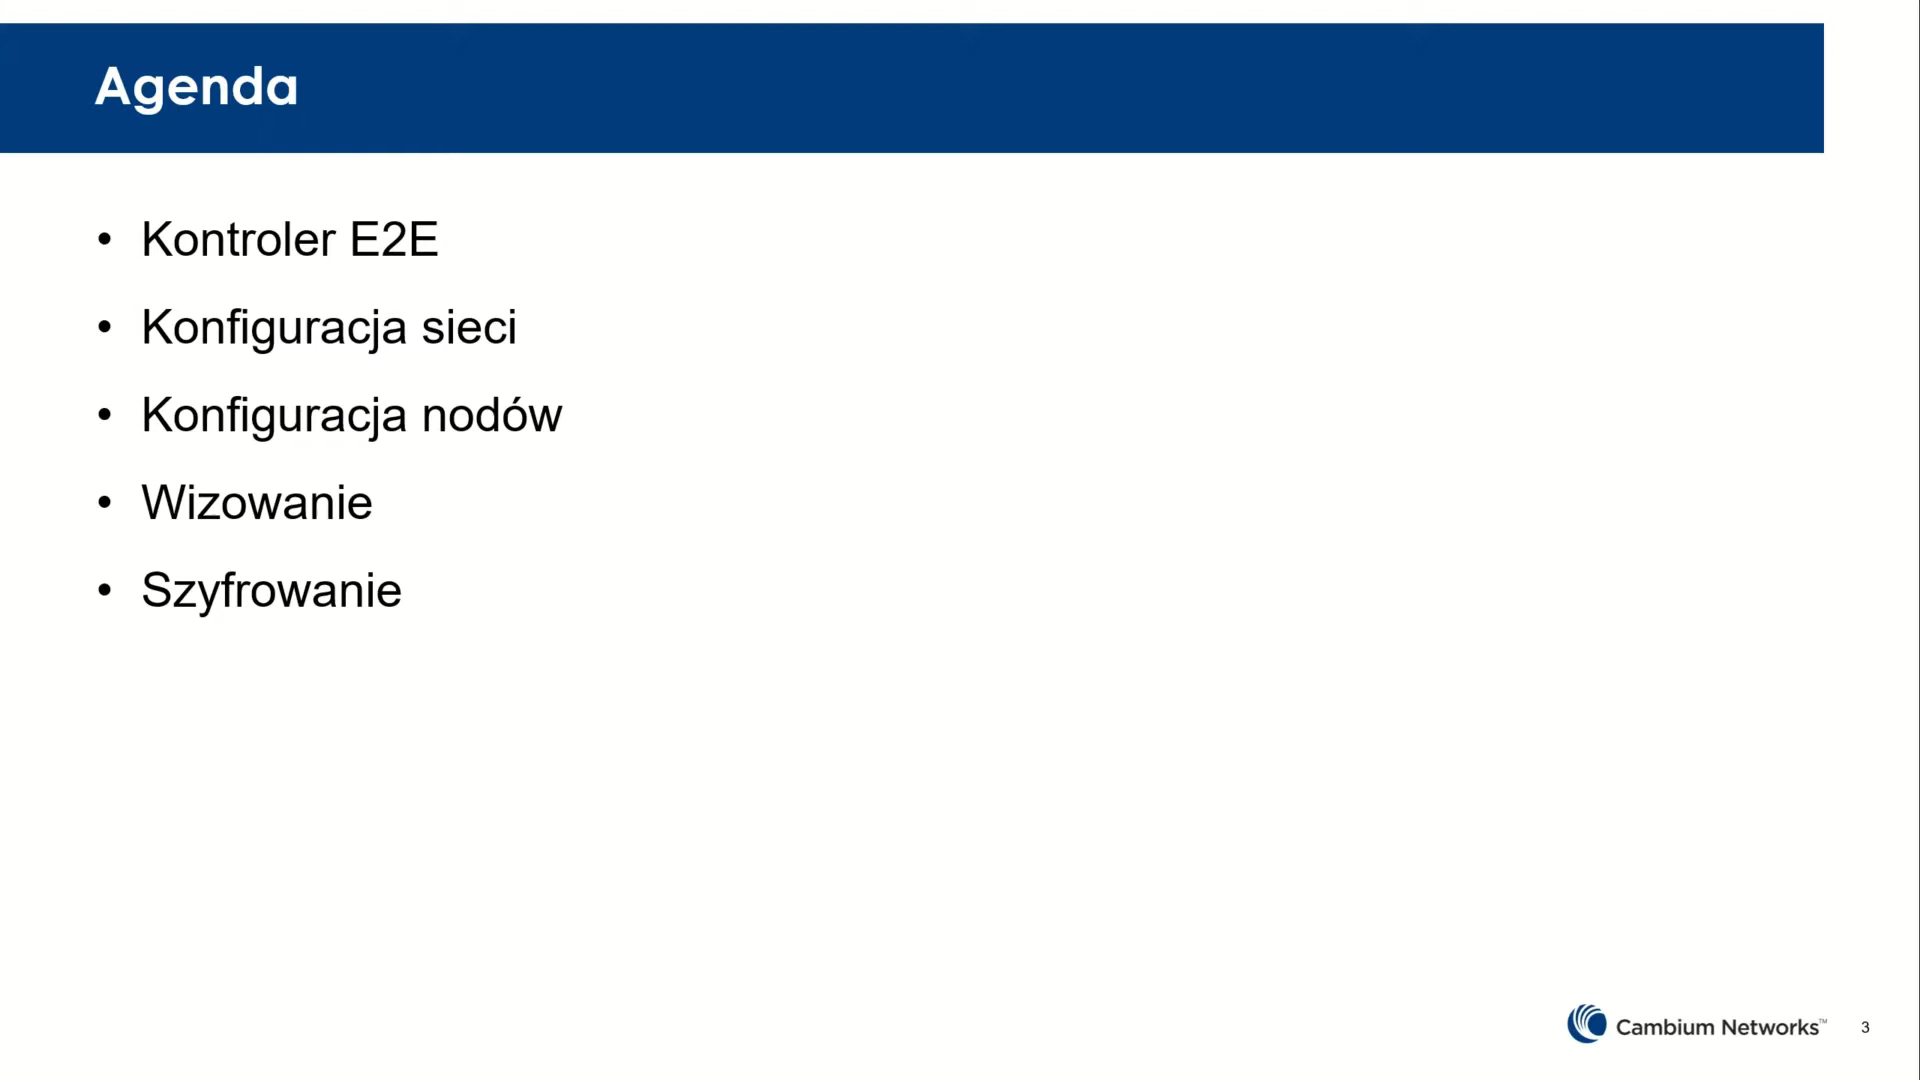 Agenda
• Kontroler E2E
• Konfiguracja sieci
• Konfiguracja nodów
• Wizowanie
• Szyfrowanie
Cambium Networks™ 3